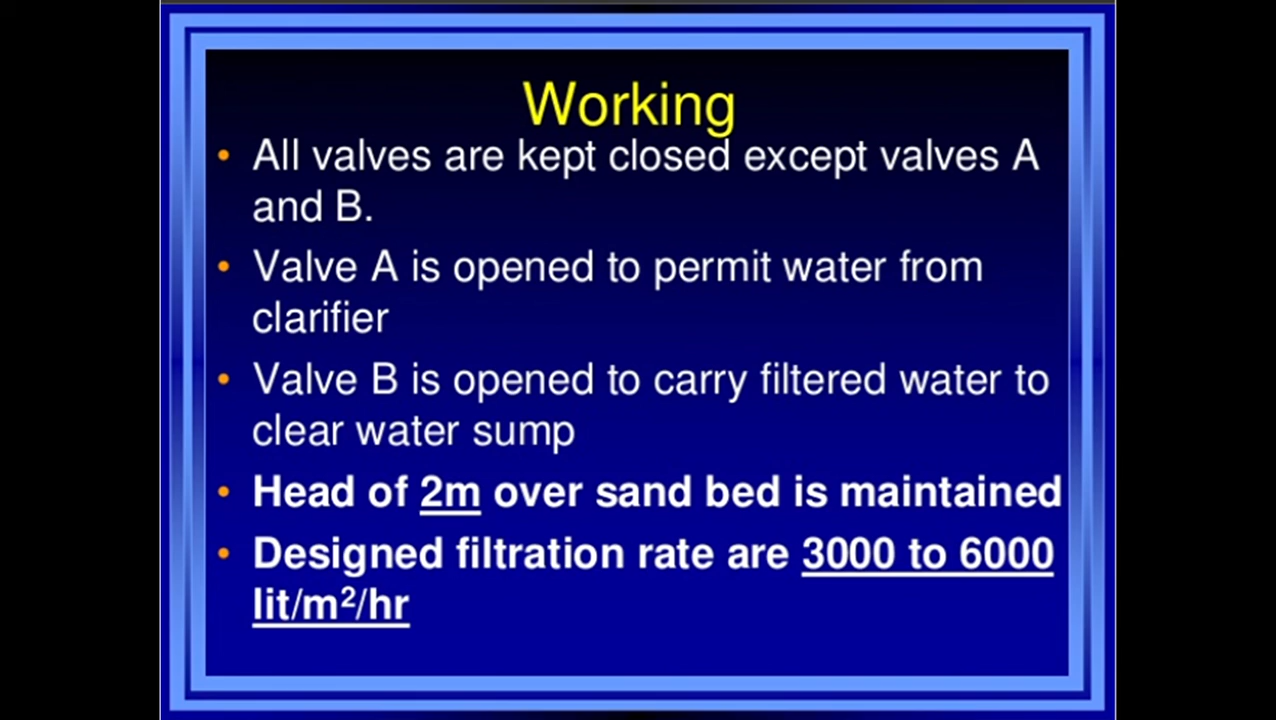 Working
• All valves are kept closed except valves A
and B.
• Valve A is opened to permit water from
clarifier
• Valve B is opened to carry filtered water to
clear water sump
• Head of 2m over sand bed is maintained
• Designed filtration rate are 3000 to 6000
lit/m²/hr